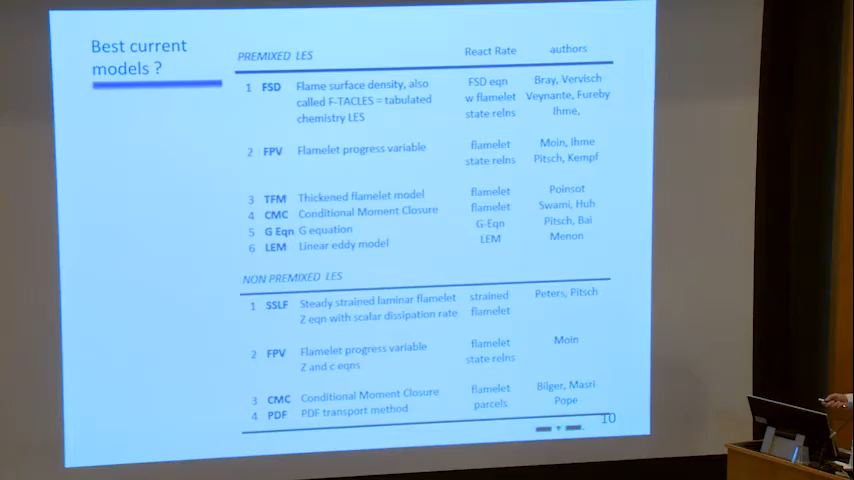 Best current
models ?
PREMIXED LES React Rate authors
1 FSD Flame surface density, also FSD eqn Bray, Vervisch
called F-TACLES = tabulated w flamelet Veynante, Fureby
chemistry LES state relns Ihme,
2 FPV Flamelet progress variable flamelet Moin, Ihme
state relns Pitsch, Kempf
3 TFM Thickened flamelet model flamelet Poinsot
4 CMC Conditional Moment Closure flamelet Swami, Huh
5 G Eqn G equation G-Eqn Pitsch, Bai
6 LEM Linear eddy model LEM Menon
NON PREMIXED LES
1 SSLF Steady strained laminar flamelet strained Peters, Pitsch
Z eqn with scalar dissipation rate flamelet
2 FPV Flamelet progress variable flamelet Moin
Z and c eqns state relns
3 CMC Conditional Moment Closure flamelet Bilger, Masri
4 PDF PDF transport method parcels Pope
10